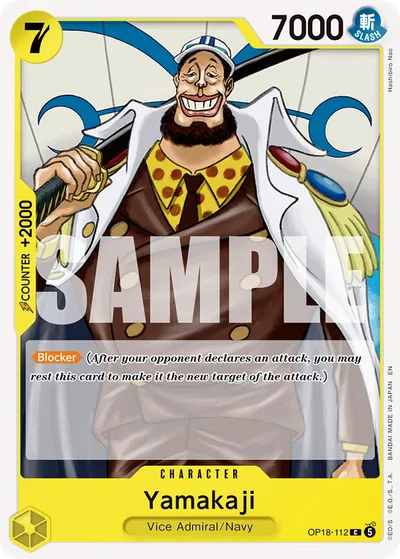 7
7000
斬
SLASH
Hashibiro Nao
COUNTER +2000
SAMPLE
Blocker (After your opponent declares an attack, you may
rest this card to make it the new target of the attack.)
CHARACTER
Yamakaji
Vice Admiral/Navy
OP18-112 C 5
©E.O/S ©E.O./S., T.A. BANDAI MADE IN JAPAN EN